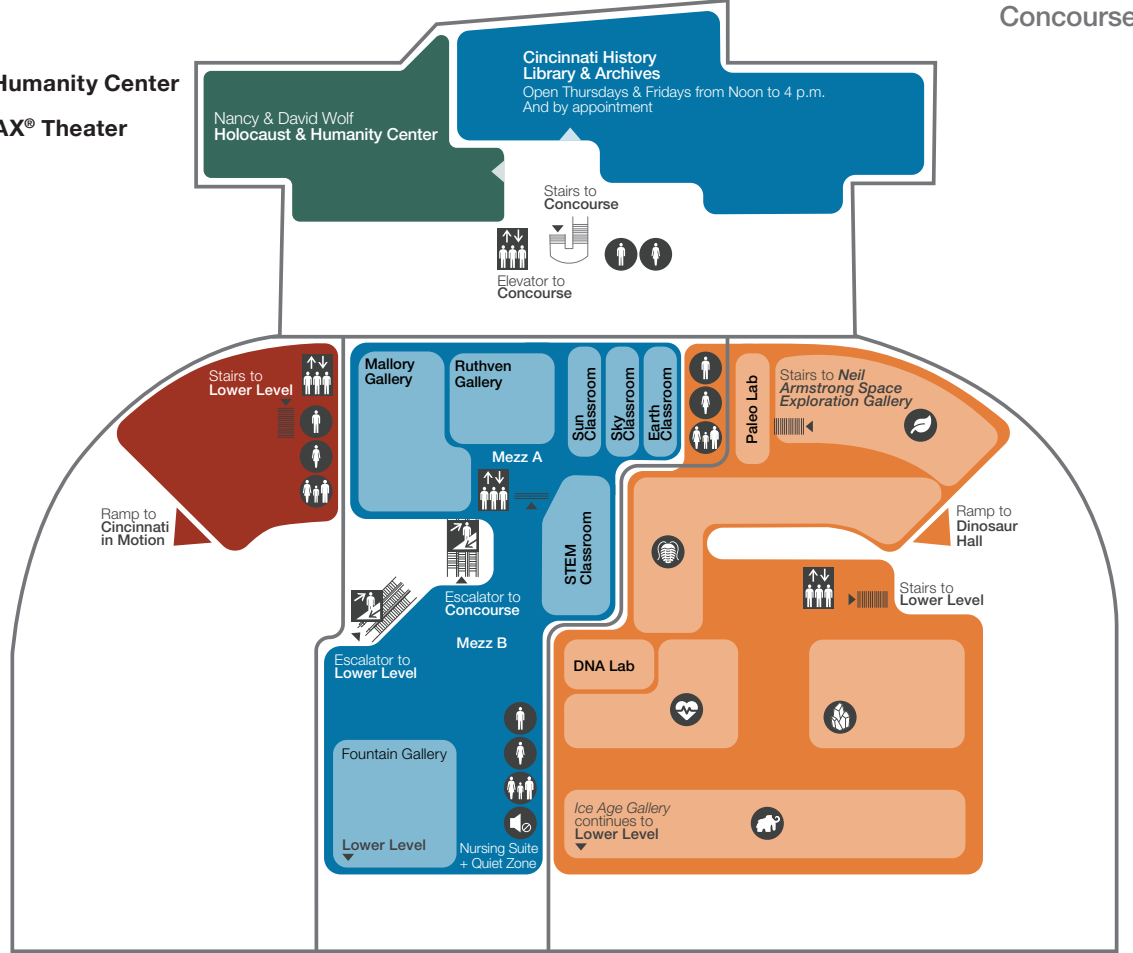 Concourse
Humanity Center
AX® Theater
Cincinnati History
Library & Archives
Open Thursdays & Fridays from Noon to 4 p.m.
And by appointment
Nancy & David Wolf
Holocaust & Humanity Center
Stairs to
Concourse
Elevator to
Concourse
Stairs to
Lower Level
Ramp to
Cincinnati
in Motion
Mallory
Gallery
Ruthven
Gallery
Sun
Classroom
Sky
Classroom
Earth
Classroom
Mezz A
STEM
Classroom
Paleo Lab
Stairs to Neil
Armstrong Space
Exploration Gallery
Ramp to
Dinosaur
Hall
Stairs to
Lower Level
Escalator to
Concourse
Mezz B
Escalator to
Lower Level
DNA Lab
Fountain Gallery
Lower Level
Nursing Suite
+ Quiet Zone
Ice Age Gallery
continues to
Lower Level